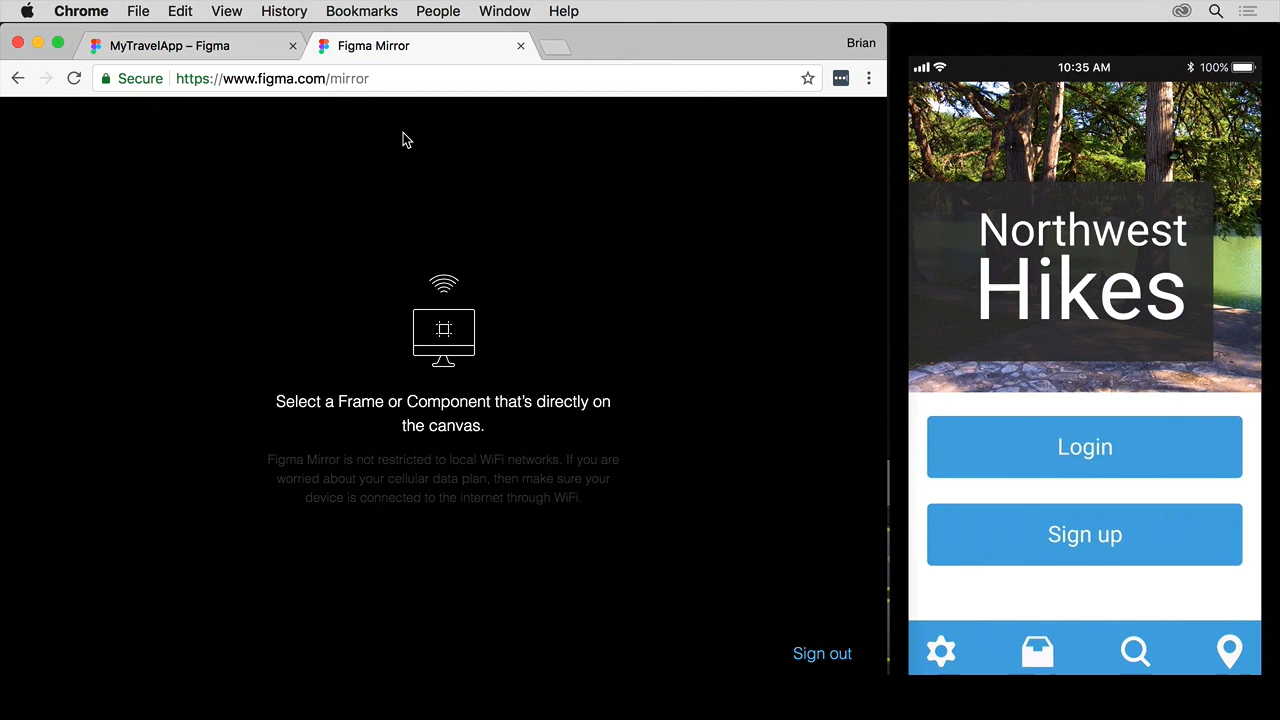 Chrome File Edit View History Bookmarks People Window Help
MyTravelApp – Figma
Figma Mirror
Brian
Secure https://www.figma.com/mirror
Select a Frame or Component that's directly on
the canvas.
Figma Mirror is not restricted to local WiFi networks. If you are
worried about your cellular data plan, then make sure your
device is connected to the internet through WiFi.
Sign out
10:35 AM 100%
Northwest
Hikes
Login
Sign up